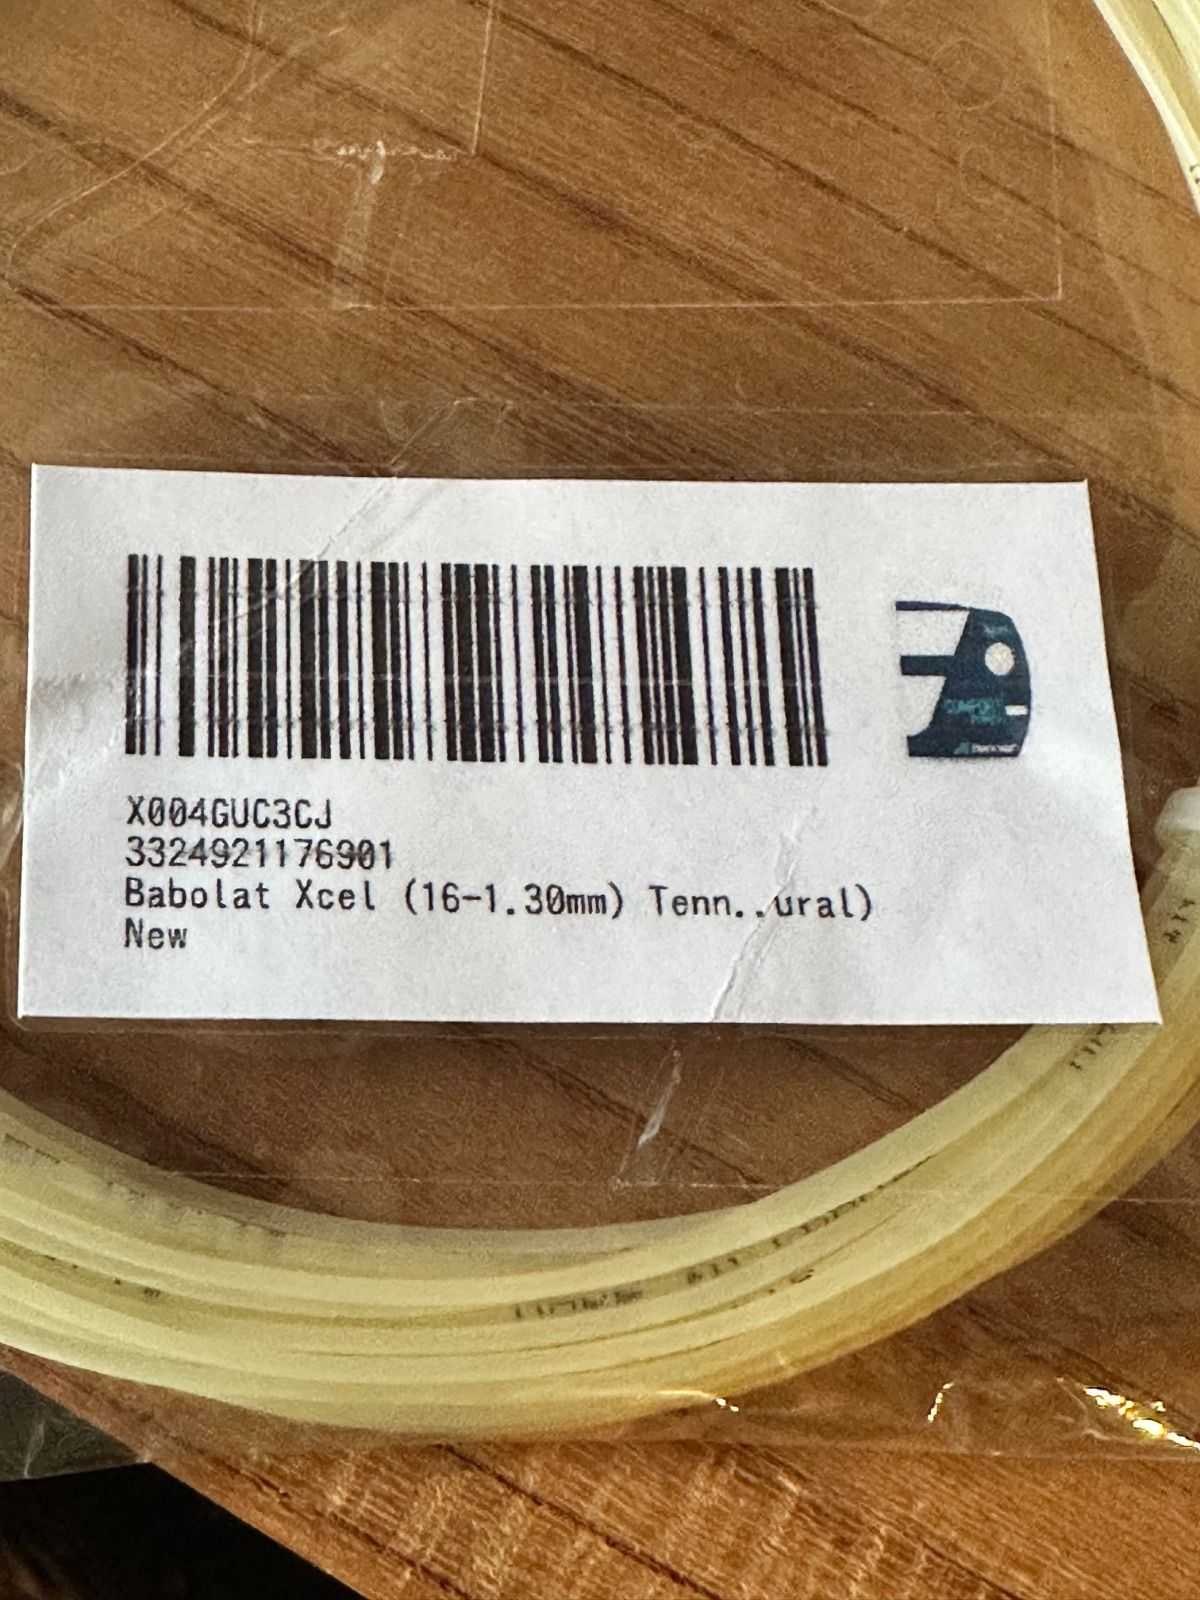 X004GUC3CJ
3324921176901
Babolat Xcel (16-1.30mm) Tenn...ural)
New